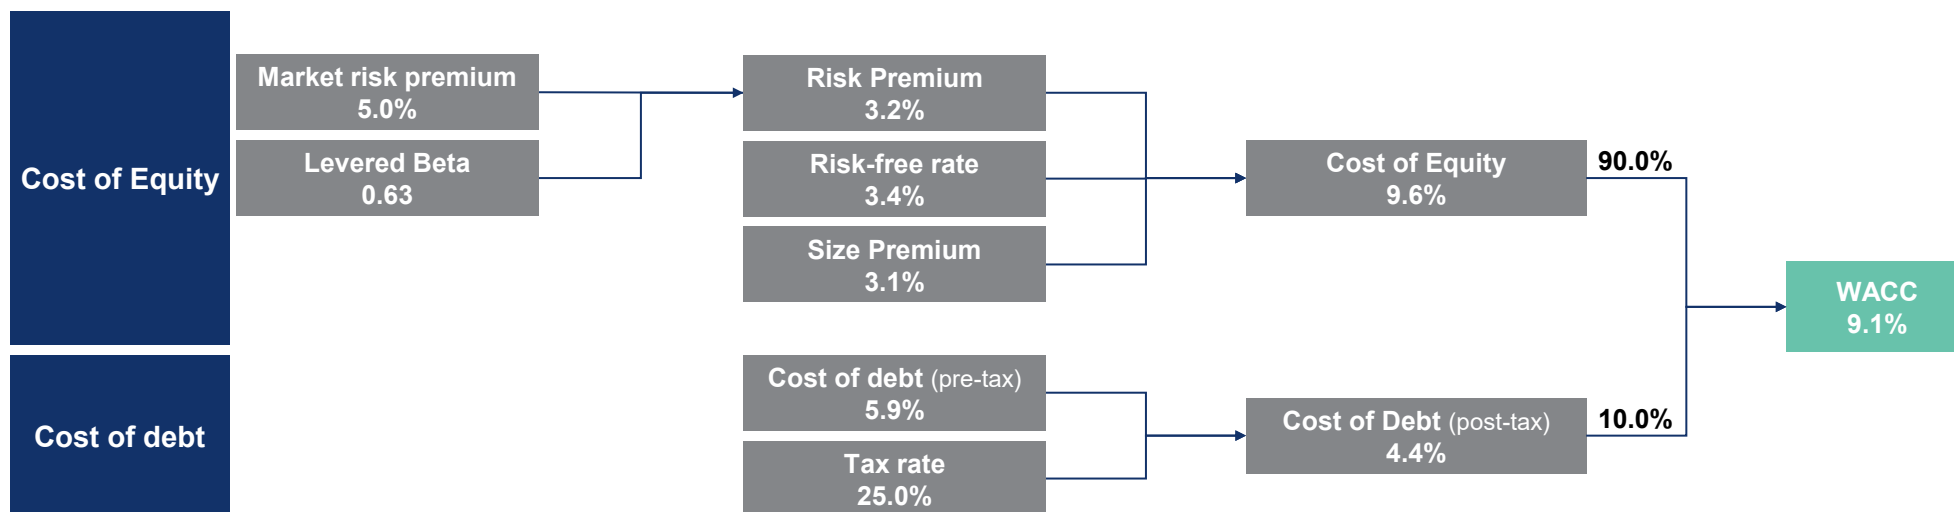 Cost of Equity
Market risk premium
5.0%
Levered Beta
0.63
Risk Premium
3.2%
Risk-free rate
3.4%
Size Premium
3.1%
Cost of Equity
9.6%
90.0%
WACC
9.1%
Cost of debt
Cost of debt (pre-tax)
5.9%
Tax rate
25.0%
Cost of Debt (post-tax)
4.4%
10.0%